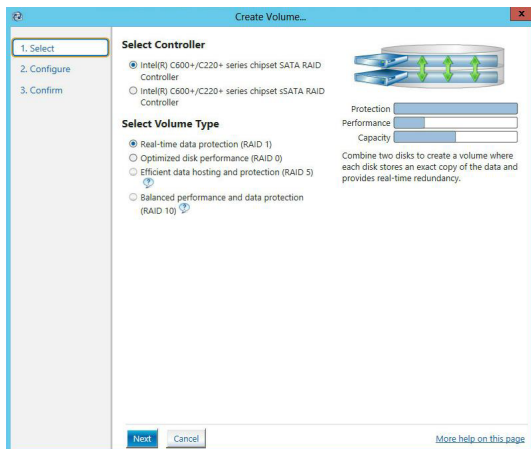 Create Volume...
x
1. Select
2. Configure
3. Confirm
Select Controller
Intel(R) C600+/C220+ series chipset SATA RAID
Controller
Intel(R) C600+/C220+ series chipset sSATA RAID
Controller
Select Volume Type
Real-time data protection (RAID 1)
Optimized disk performance (RAID 0)
Efficient data hosting and protection (RAID 5)
?
Balanced performance and data protection
(RAID 10) ?
Protection
Performance
Capacity
Combine two disks to create a volume where
each disk stores an exact copy of the data and
provides real-time redundancy.
Next
Cancel
More help on this page